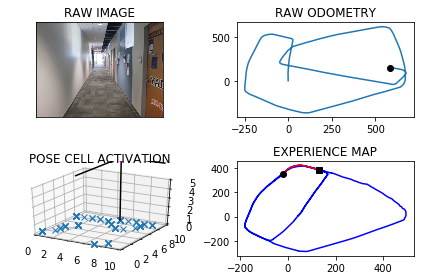 RAW IMAGE
RAW ODOMETRY
500
0
-250 0 250 500
POSE CELL ACTIVATION
5
4
3
2
1
0
0 2 4 6 8 10
0 2 4 6 8 10
EXPERIENCE MAP
400
200
0
-200
-200 0 200 400